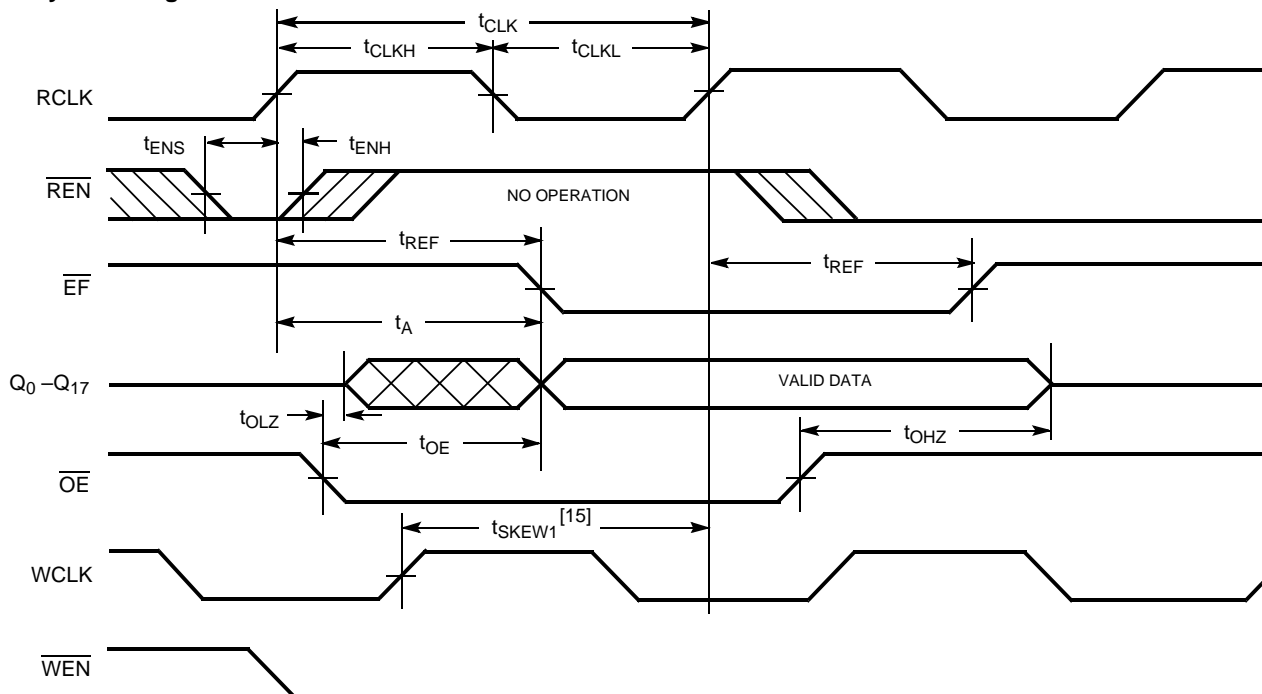 tCLK
tCLKH
tCLKL
RCLK
tENS
tENH
REN
NO OPERATION
tREF
tREF
EF
tA
Q0 –Q17
VALID DATA
tOLZ
tOE
tOHZ
OE
tSKEW1[15]
WCLK
WEN